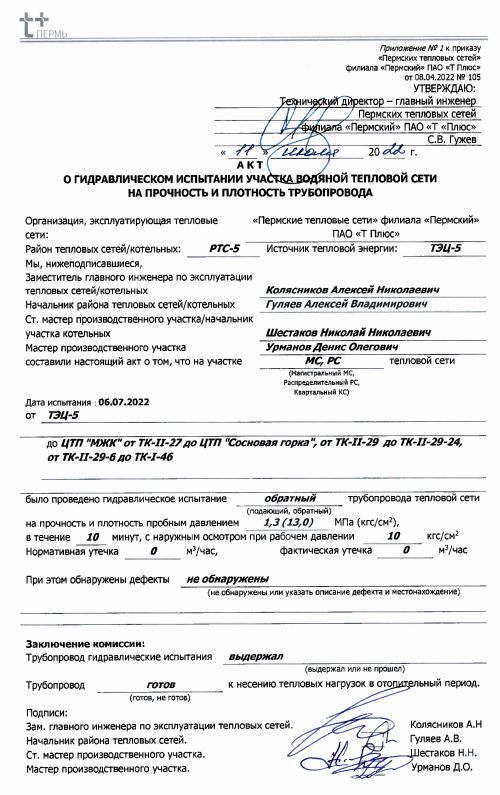 ПЕРМЬ
Приложение № 1 к приказу
«Пермских тепловых сетей»
филиала «Пермский» ПАО «Т Плюс»
от 08.04.2022 № 105
УТВЕРЖДАЮ:
Технический директор – главный инженер
Пермских тепловых сетей
филиала «Пермский» ПАО «Т «Плюс»
С.В. Гужев
« 11 » июля 20 22 г.
А К Т
О ГИДРАВЛИЧЕСКОМ ИСПЫТАНИИ УЧАСТКА ВОДЯНОЙ ТЕПЛОВОЙ СЕТИ
НА ПРОЧНОСТЬ И ПЛОТНОСТЬ ТРУБОПРОВОДА
Организация, эксплуатирующая тепловые «Пермские тепловые сети» филиала «Пермский»
сети: ПАО «Т Плюс»
Район тепловых сетей/котельных: РТС-5 Источник тепловой энергии: ТЭЦ-5
Мы, нижеподписавшиеся,
Заместитель главного инженера по эксплуатации
тепловых сетей/котельных Колясников Алексей Николаевич
Начальник района тепловых сетей/котельных Гуляев Алексей Владимирович
Ст. мастер производственного участка/начальник
участка котельных Шестаков Николай Николаевич
Мастер производственного участка Урманов Денис Олегович
составили настоящий акт о том, что на участке МС, РС тепловой сети
(Магистральный МС,
Распределительный РС,
Квартальный КС)
Дата испытания : 06.07.2022
от ТЭЦ-5
до ЦТП "МЖК" от ТК-II-27 до ЦТП "Сосновая горка", от ТК-II-29 до ТК-II-29-24,
от ТК-II-29-6 до ТК-I-46
было проведено гидравлическое испытание обратный трубопровода тепловой сети
(подающий, обратный)
на прочность и плотность пробным давлением 1,3 (13,0) МПа (кгс/см²),
в течение 10 минут, с наружным осмотром при рабочем давлении 10 кгс/см²
Нормативная утечка 0 м³/час, фактическая утечка 0 м³/час
При этом обнаружены дефекты не обнаружены
(не обнаружены или указать описание дефекта и местонахождение)
Заключение комиссии:
Трубопровод гидравлические испытания выдержал
(выдержал или не прошел)
Трубопровод готов к несению тепловых нагрузок в отопительный период.
(готов, не готов)
Подписи:
Зам. главного инженера по эксплуатации тепловых сетей. Колясников А.Н
Начальник района тепловых сетей. Гуляев А.В.
Ст. мастер производственного участка. Шестаков Н.Н.
Мастер производственного участка. Урманов Д.О.